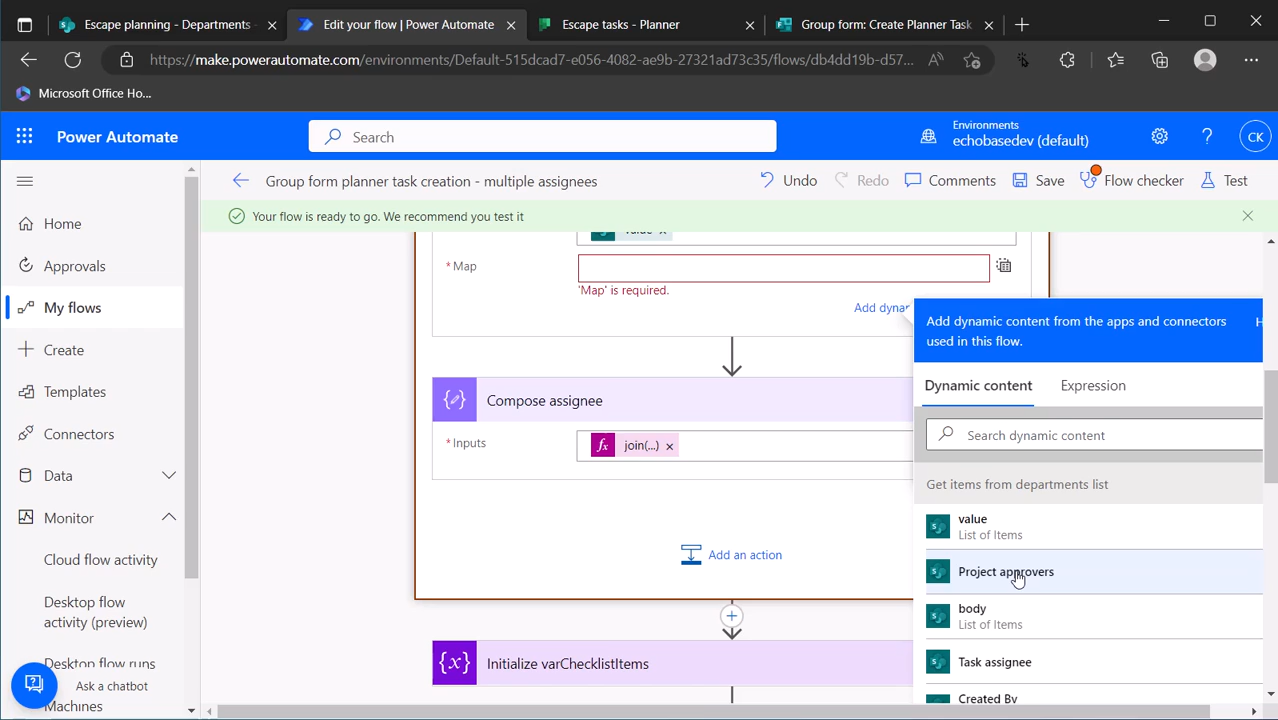 Escape planning - Departments -
Edit your flow | Power Automate
Escape tasks - Planner
Group form: Create Planner Task
https://make.powerautomate.com/environments/Default-515dcad7-e056-4082-ae9b-27321ad73c35/flows/db4dd19b-d57...
Microsoft Office Ho...
Power Automate
Search
Environments
echobasedev (default)
CK
Group form planner task creation - multiple assignees
Undo
Redo
Comments
Save
Flow checker
Test
Your flow is ready to go. We recommend you test it
Home
Approvals
My flows
Create
Templates
Connectors
Data
Monitor
Cloud flow activity
Desktop flow
activity (preview)
Desktop flow runs
Machines
Ask a chatbot
value
* Map
'Map' is required.
Add dynam
Compose assignee
* Inputs
join(...)
Add an action
Initialize varChecklistItems
Add dynamic content from the apps and connectors
used in this flow.
H
Dynamic content
Expression
Search dynamic content
Get items from departments list
value
List of Items
Project approvers
body
List of Items
Task assignee
Created By